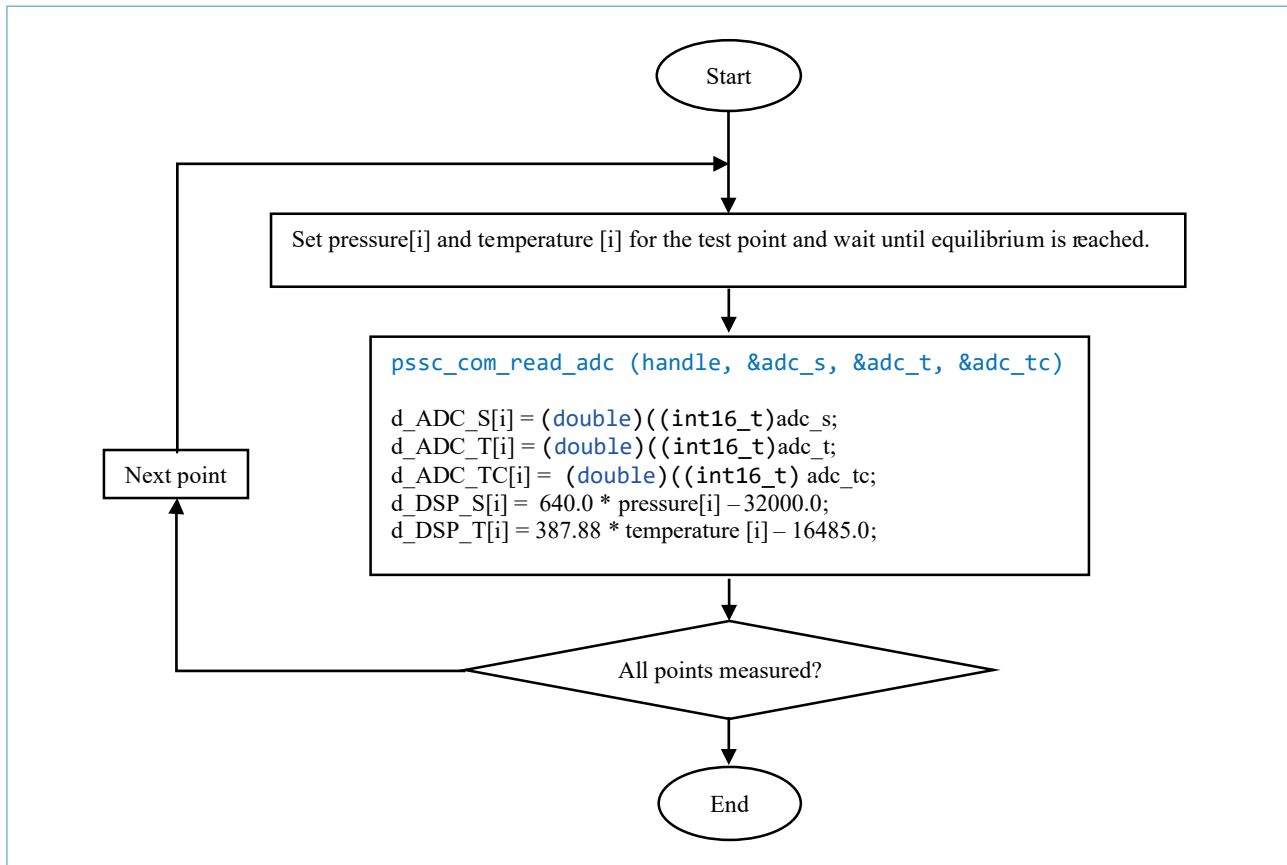 Start
Set pressure[i] and temperature [i] for the test point and wait until equilibrium is reached.
pssc_com_read_adc (handle, &adc_s, &adc_t, &adc_tc)
d_ADC_S[i] = (double)((int16_t)adc_s;
d_ADC_T[i] = (double)((int16_t)adc_t;
d_ADC_TC[i] = (double)((int16_t) adc_tc;
d_DSP_S[i] = 640.0 * pressure[i] – 32000.0;
d_DSP_T[i] = 387.88 * temperature [i] – 16485.0;
Next point
All points measured?
End